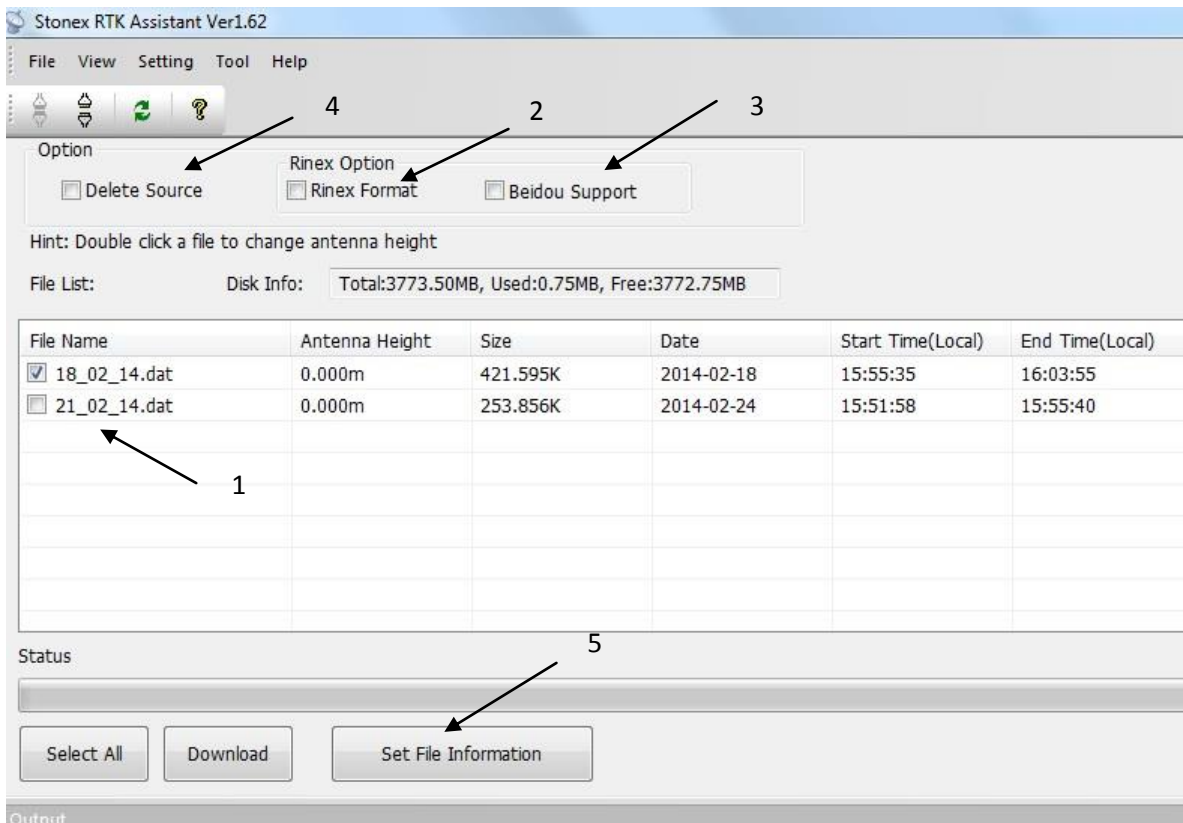 Stonex RTK Assistant Ver1.62
File View Setting Tool Help
4 2 3
Option
Rinex Option
Delete Source Rinex Format Beidou Support
Hint: Double click a file to change antenna height
File List: Disk Info: Total:3773.50MB, Used:0.75MB, Free:3772.75MB
File Name Antenna Height Size Date Start Time(Local) End Time(Local)
18_02_14.dat 0.000m 421.595K 2014-02-18 15:55:35 16:03:55
21_02_14.dat 0.000m 253.856K 2014-02-24 15:51:58 15:55:40
1
5
Status
Select All Download Set File Information
Output